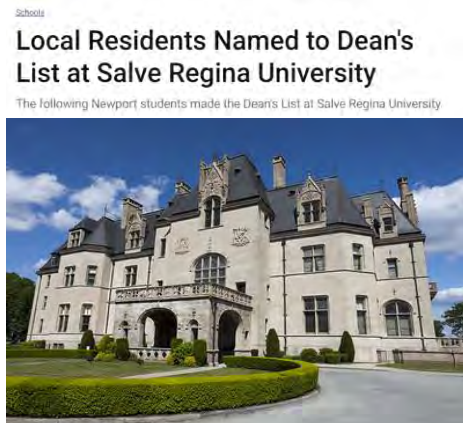 Schools
Local Residents Named to Dean's
List at Salve Regina University
The following Newport students made the Dean's List at Salve Regina University